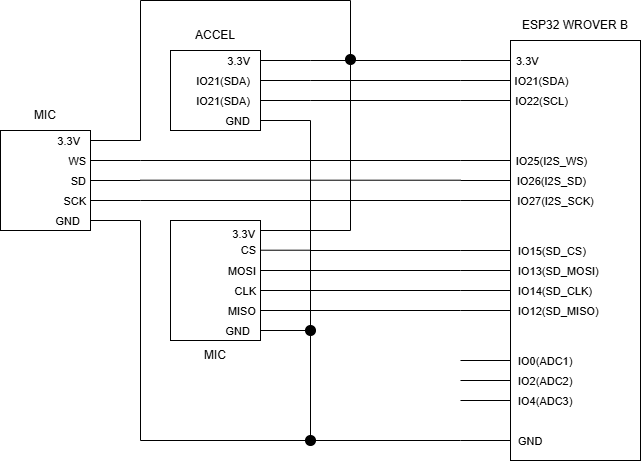 ESP32 WROVER B
ACCEL
3.3V
IO21(SDA)
IO21(SDA)
GND
3.3V
IO21(SDA)
IO22(SCL)
MIC
3.3V
WS
SD
SCK
GND
IO25(I2S_WS)
IO26(I2S_SD)
IO27(I2S_SCK)
3.3V
CS
MOSI
CLK
MISO
GND
MIC
IO15(SD_CS)
IO13(SD_MOSI)
IO14(SD_CLK)
IO12(SD_MISO)
IO0(ADC1)
IO2(ADC2)
IO4(ADC3)
GND